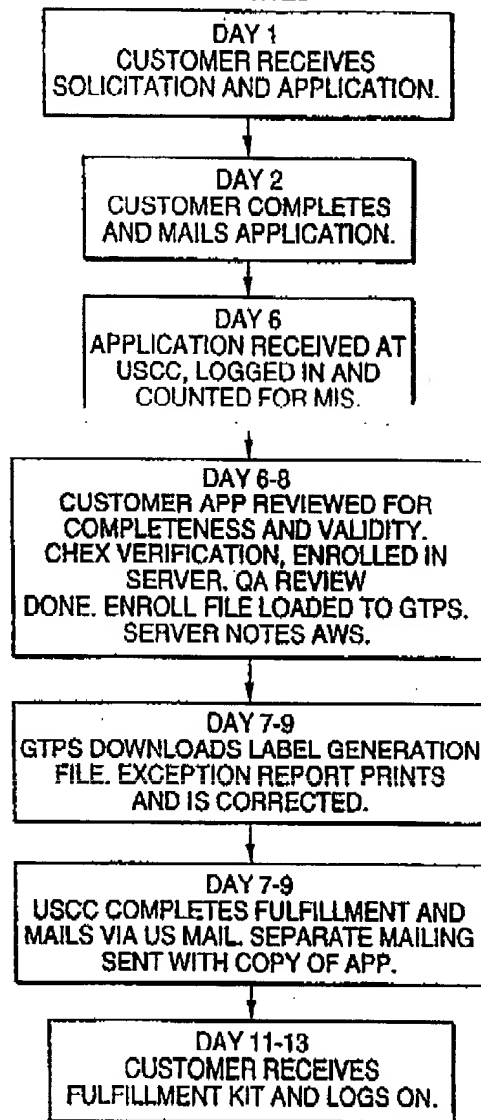 DAY 1
CUSTOMER RECEIVES
SOLICITATION AND APPLICATION.
DAY 2
CUSTOMER COMPLETES
AND MAILS APPLICATION.
DAY 6
APPLICATION RECEIVED AT
USCC, LOGGED IN AND
COUNTED FOR MIS.
DAY 6-8
CUSTOMER APP REVIEWED FOR
COMPLETENESS AND VALIDITY.
CHEX VERIFICATION, ENROLLED IN
SERVER. QA REVIEW
DONE. ENROLL FILE LOADED TO GTPS.
SERVER NOTES AWS.
DAY 7-9
GTPS DOWNLOADS LABEL GENERATION
FILE. EXCEPTION REPORT PRINTS
AND IS CORRECTED.
DAY 7-9
USCC COMPLETES FULFILLMENT AND
MAILS VIA US MAIL. SEPARATE MAILING
SENT WITH COPY OF APP.
DAY 11-13
CUSTOMER RECEIVES
FULFILLMENT KIT AND LOGS ON.